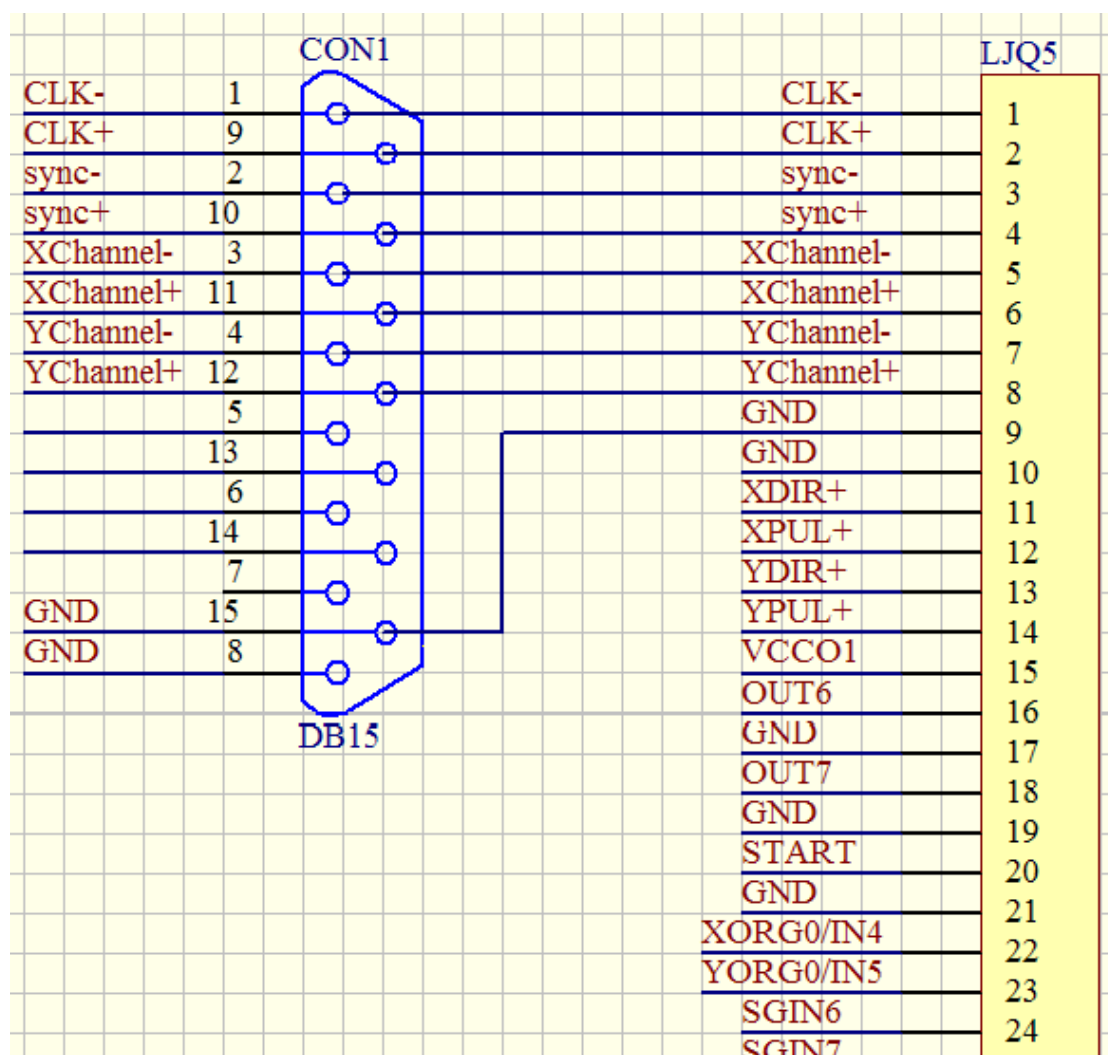 CON1 LJQ5
CLK- 1 CLK- 1
CLK+ 9 CLK+ 2
sync- 2 sync- 3
sync+ 10 sync+ 4
XChannel- 3 XChannel- 5
XChannel+ 11 XChannel+ 6
YChannel- 4 YChannel- 7
YChannel+ 12 YChannel+ 8
5 GND 9
13 GND 10
6 XDIR+ 11
14 XPUL+ 12
7 YDIR+ 13
GND 15 YPUL+ 14
GND 8 VCCO1 15
OUT6 16
DB15 GND 17
OUT7 18
GND 19
START 20
GND 21
XORG0/IN4 22
YORG0/IN5 23
SGIN6 24
SGIN7